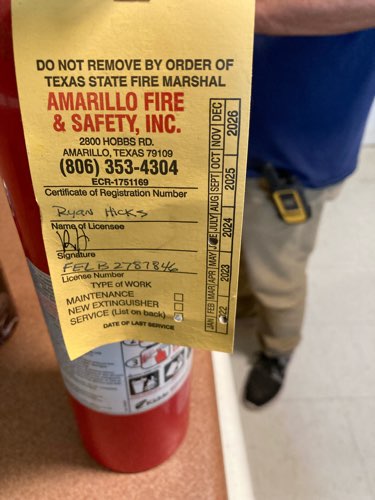 DO NOT REMOVE BY ORDER OF
TEXAS STATE FIRE MARSHAL
AMARILLO FIRE
& SAFETY, INC.
2800 HOBBS RD.
AMARILLO, TEXAS 79109
(806) 353-4304
ECR-1751169
Certificate of Registration Number
Ryan Hicks
Name of Licensee
Signature
FEL B 2787846
License Number
TYPE of WORK
MAINTENANCE
NEW EXTINGUISHER
SERVICE (List on back)
DATE OF LAST SERVICE
JAN FEB MAR APR MAY J E JULY AUG SEPT OCT NOV DEC
22 2023 2024 2025 2026